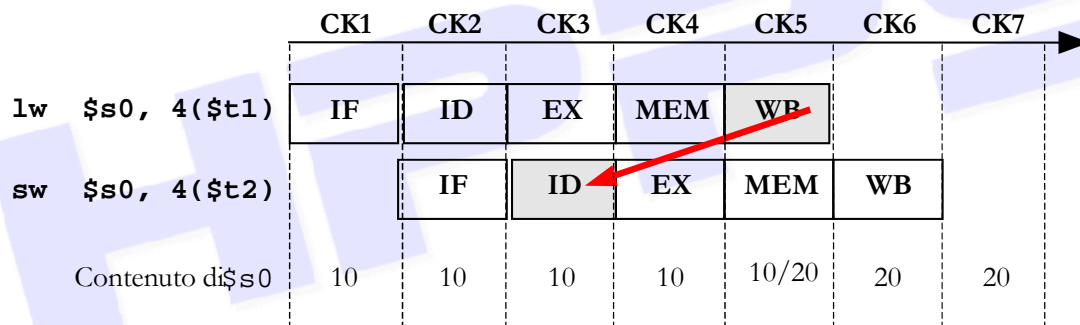 CK1 CK2 CK3 CK4 CK5 CK6 CK7
lw $s0, 4($t1) IF ID EX MEM WB
sw $s0, 4($t2) IF ID EX MEM WB
Contenuto di$s0 10 10 10 10 10/20 20 20